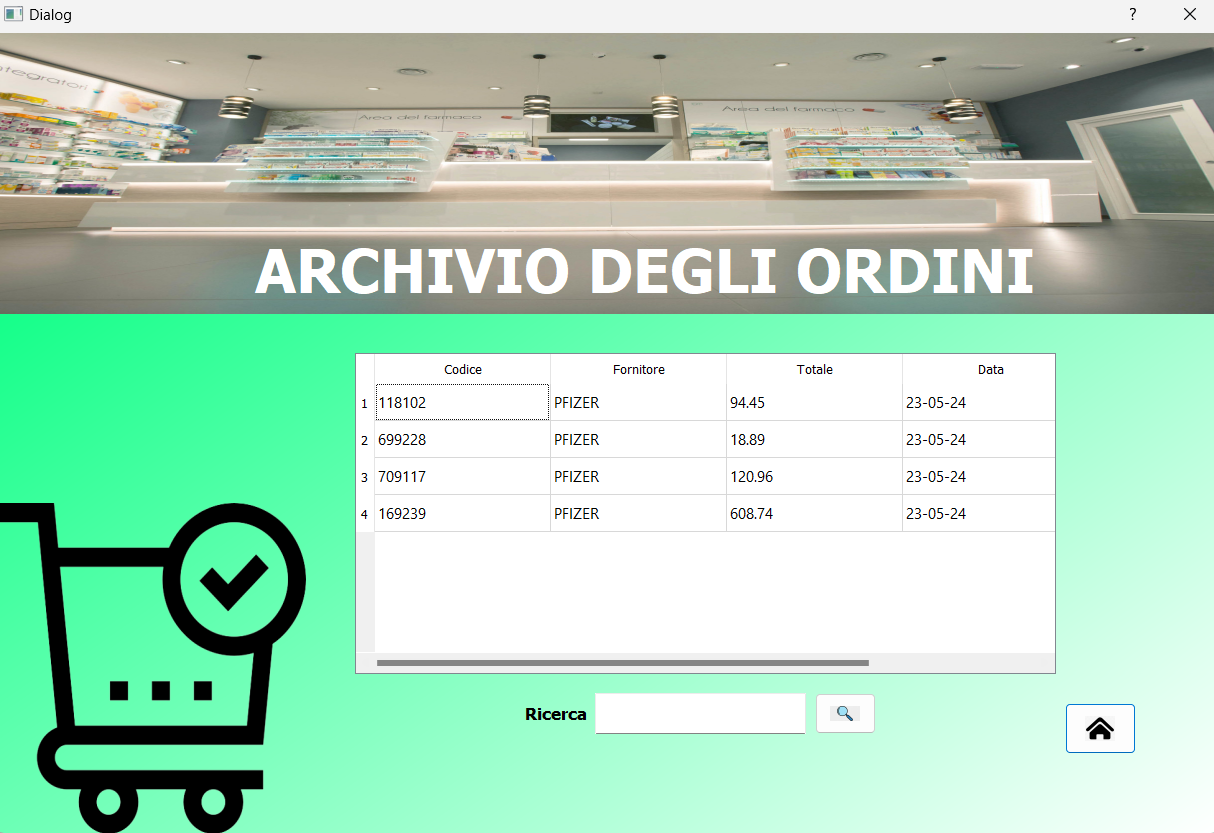 Dialog
?
ntegratori
Area del farmaco
Area del farmaco
ARCHIVIO DEGLI ORDINI
Codice Fornitore Totale Data
1 118102 PFIZER 94.45 23-05-24
2 699228 PFIZER 18.89 23-05-24
3 709117 PFIZER 120.96 23-05-24
4 169239 PFIZER 608.74 23-05-24
Ricerca